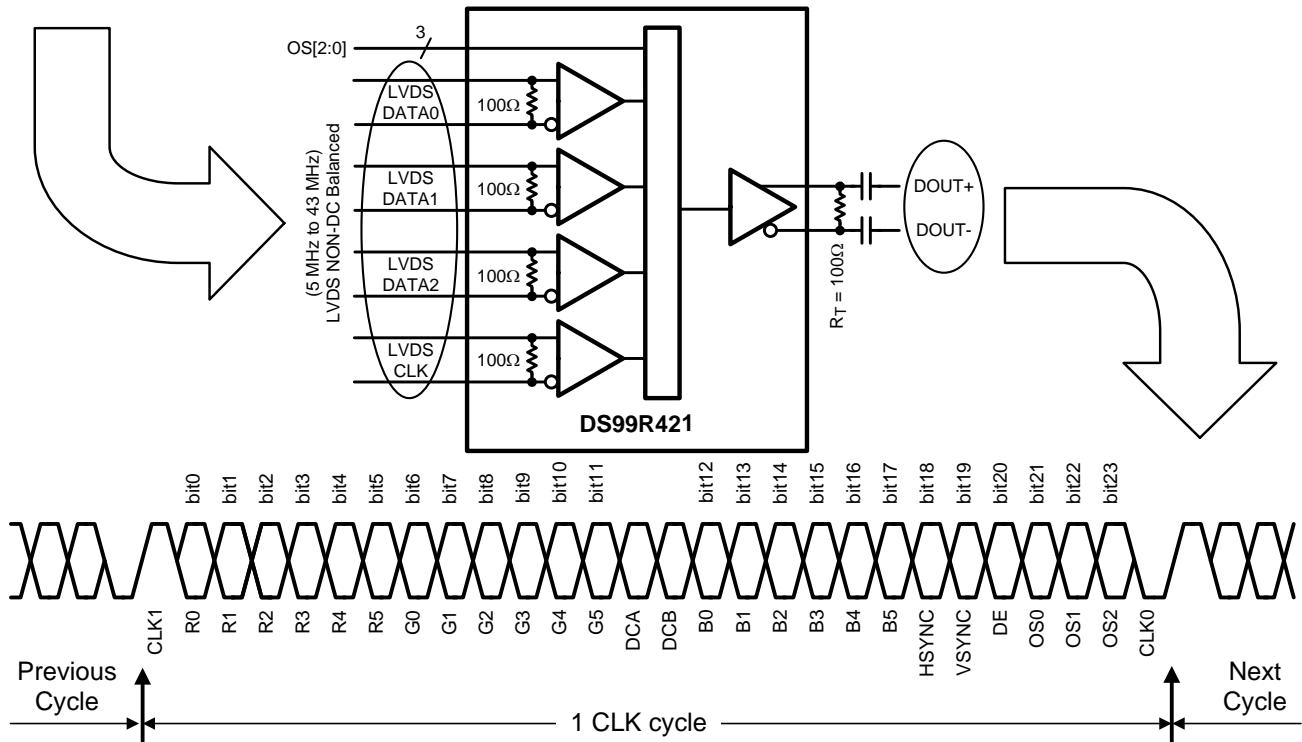 OS[2:0]
3
LVDS
DATA0
100Ω
LVDS
DATA1
100Ω
LVDS
DATA2
100Ω
LVDS
CLK
100Ω
(5 MHz to 43 MHz)
LVDS NON-DC Balanced
DS99R421
RT = 100Ω
DOUT+
DOUT-
bit0 bit1 bit2 bit3 bit4 bit5 bit6 bit7 bit8 bit9 bit10 bit11 bit12 bit13 bit14 bit15 bit16 bit17 bit18 bit19 bit20 bit21 bit22 bit23
CLK1 R0 R1 R2 R3 R4 R5 G0 G1 G2 G3 G4 G5 DCA DCB B0 B1 B2 B3 B4 B5 HSYNC VSYNC DE OS0 OS1 OS2 CLK0
Previous
Cycle
1 CLK cycle
Next
Cycle